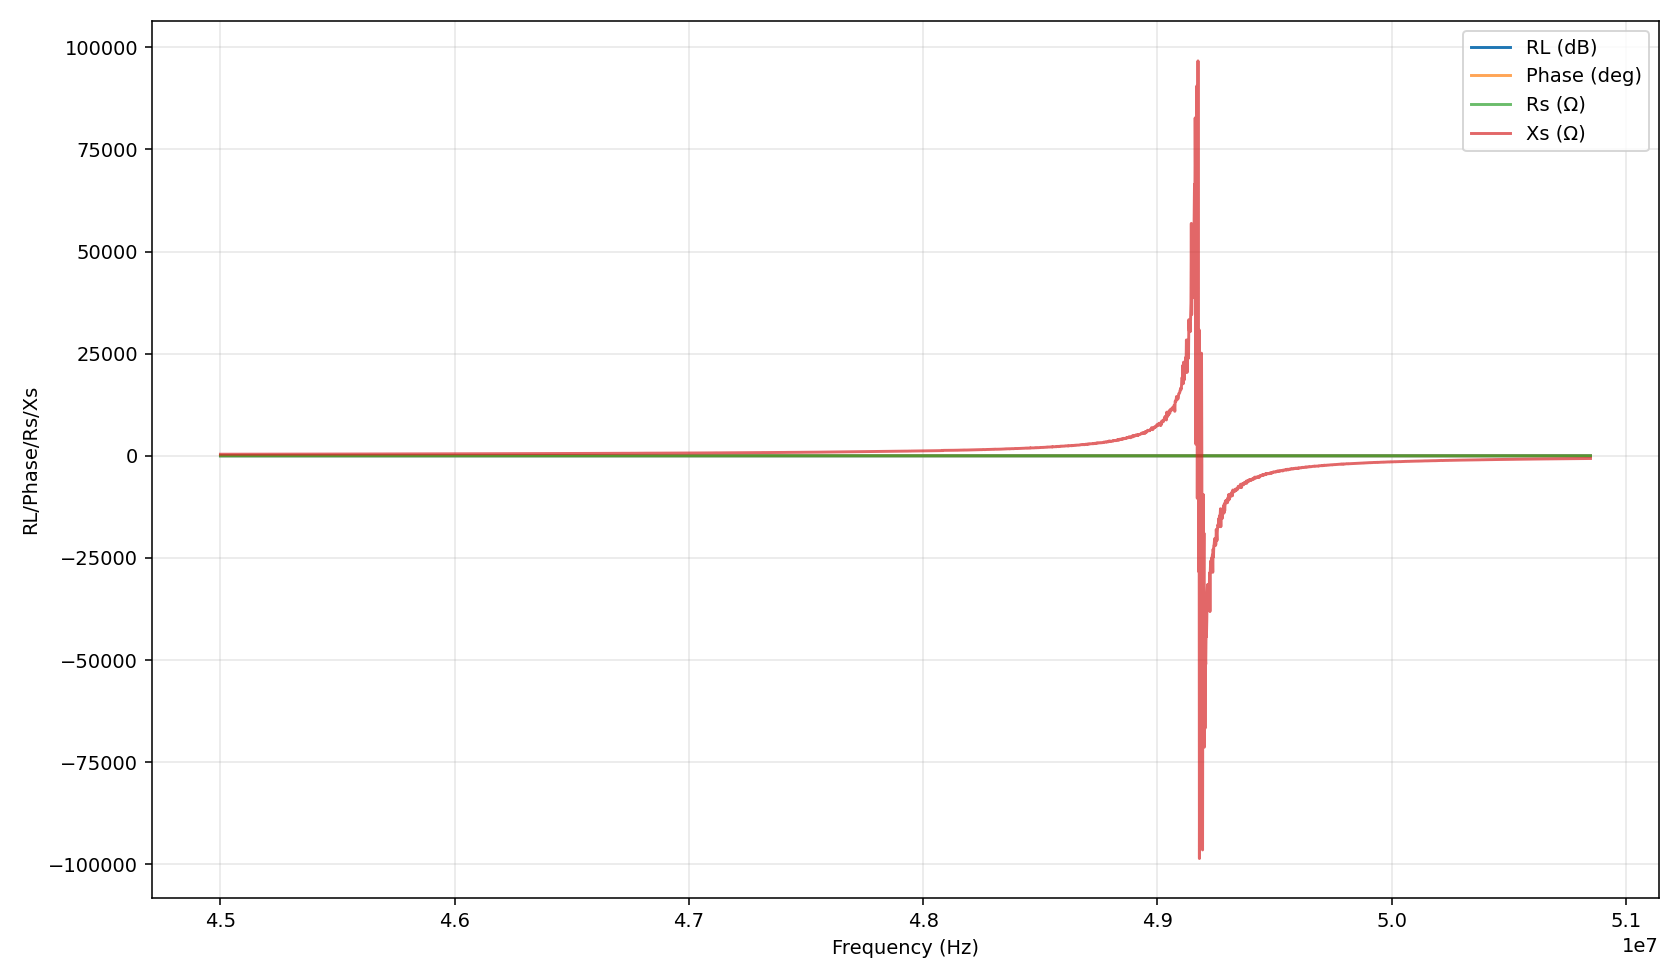 RL (dB)
Phase (deg)
Rs (Ω)
Xs (Ω)
100000
75000
50000
25000
0
−25000
−50000
−75000
−100000
RL/Phase/Rs/Xs
4.5 4.6 4.7 4.8 4.9 5.0 5.1
1e7
Frequency (Hz)